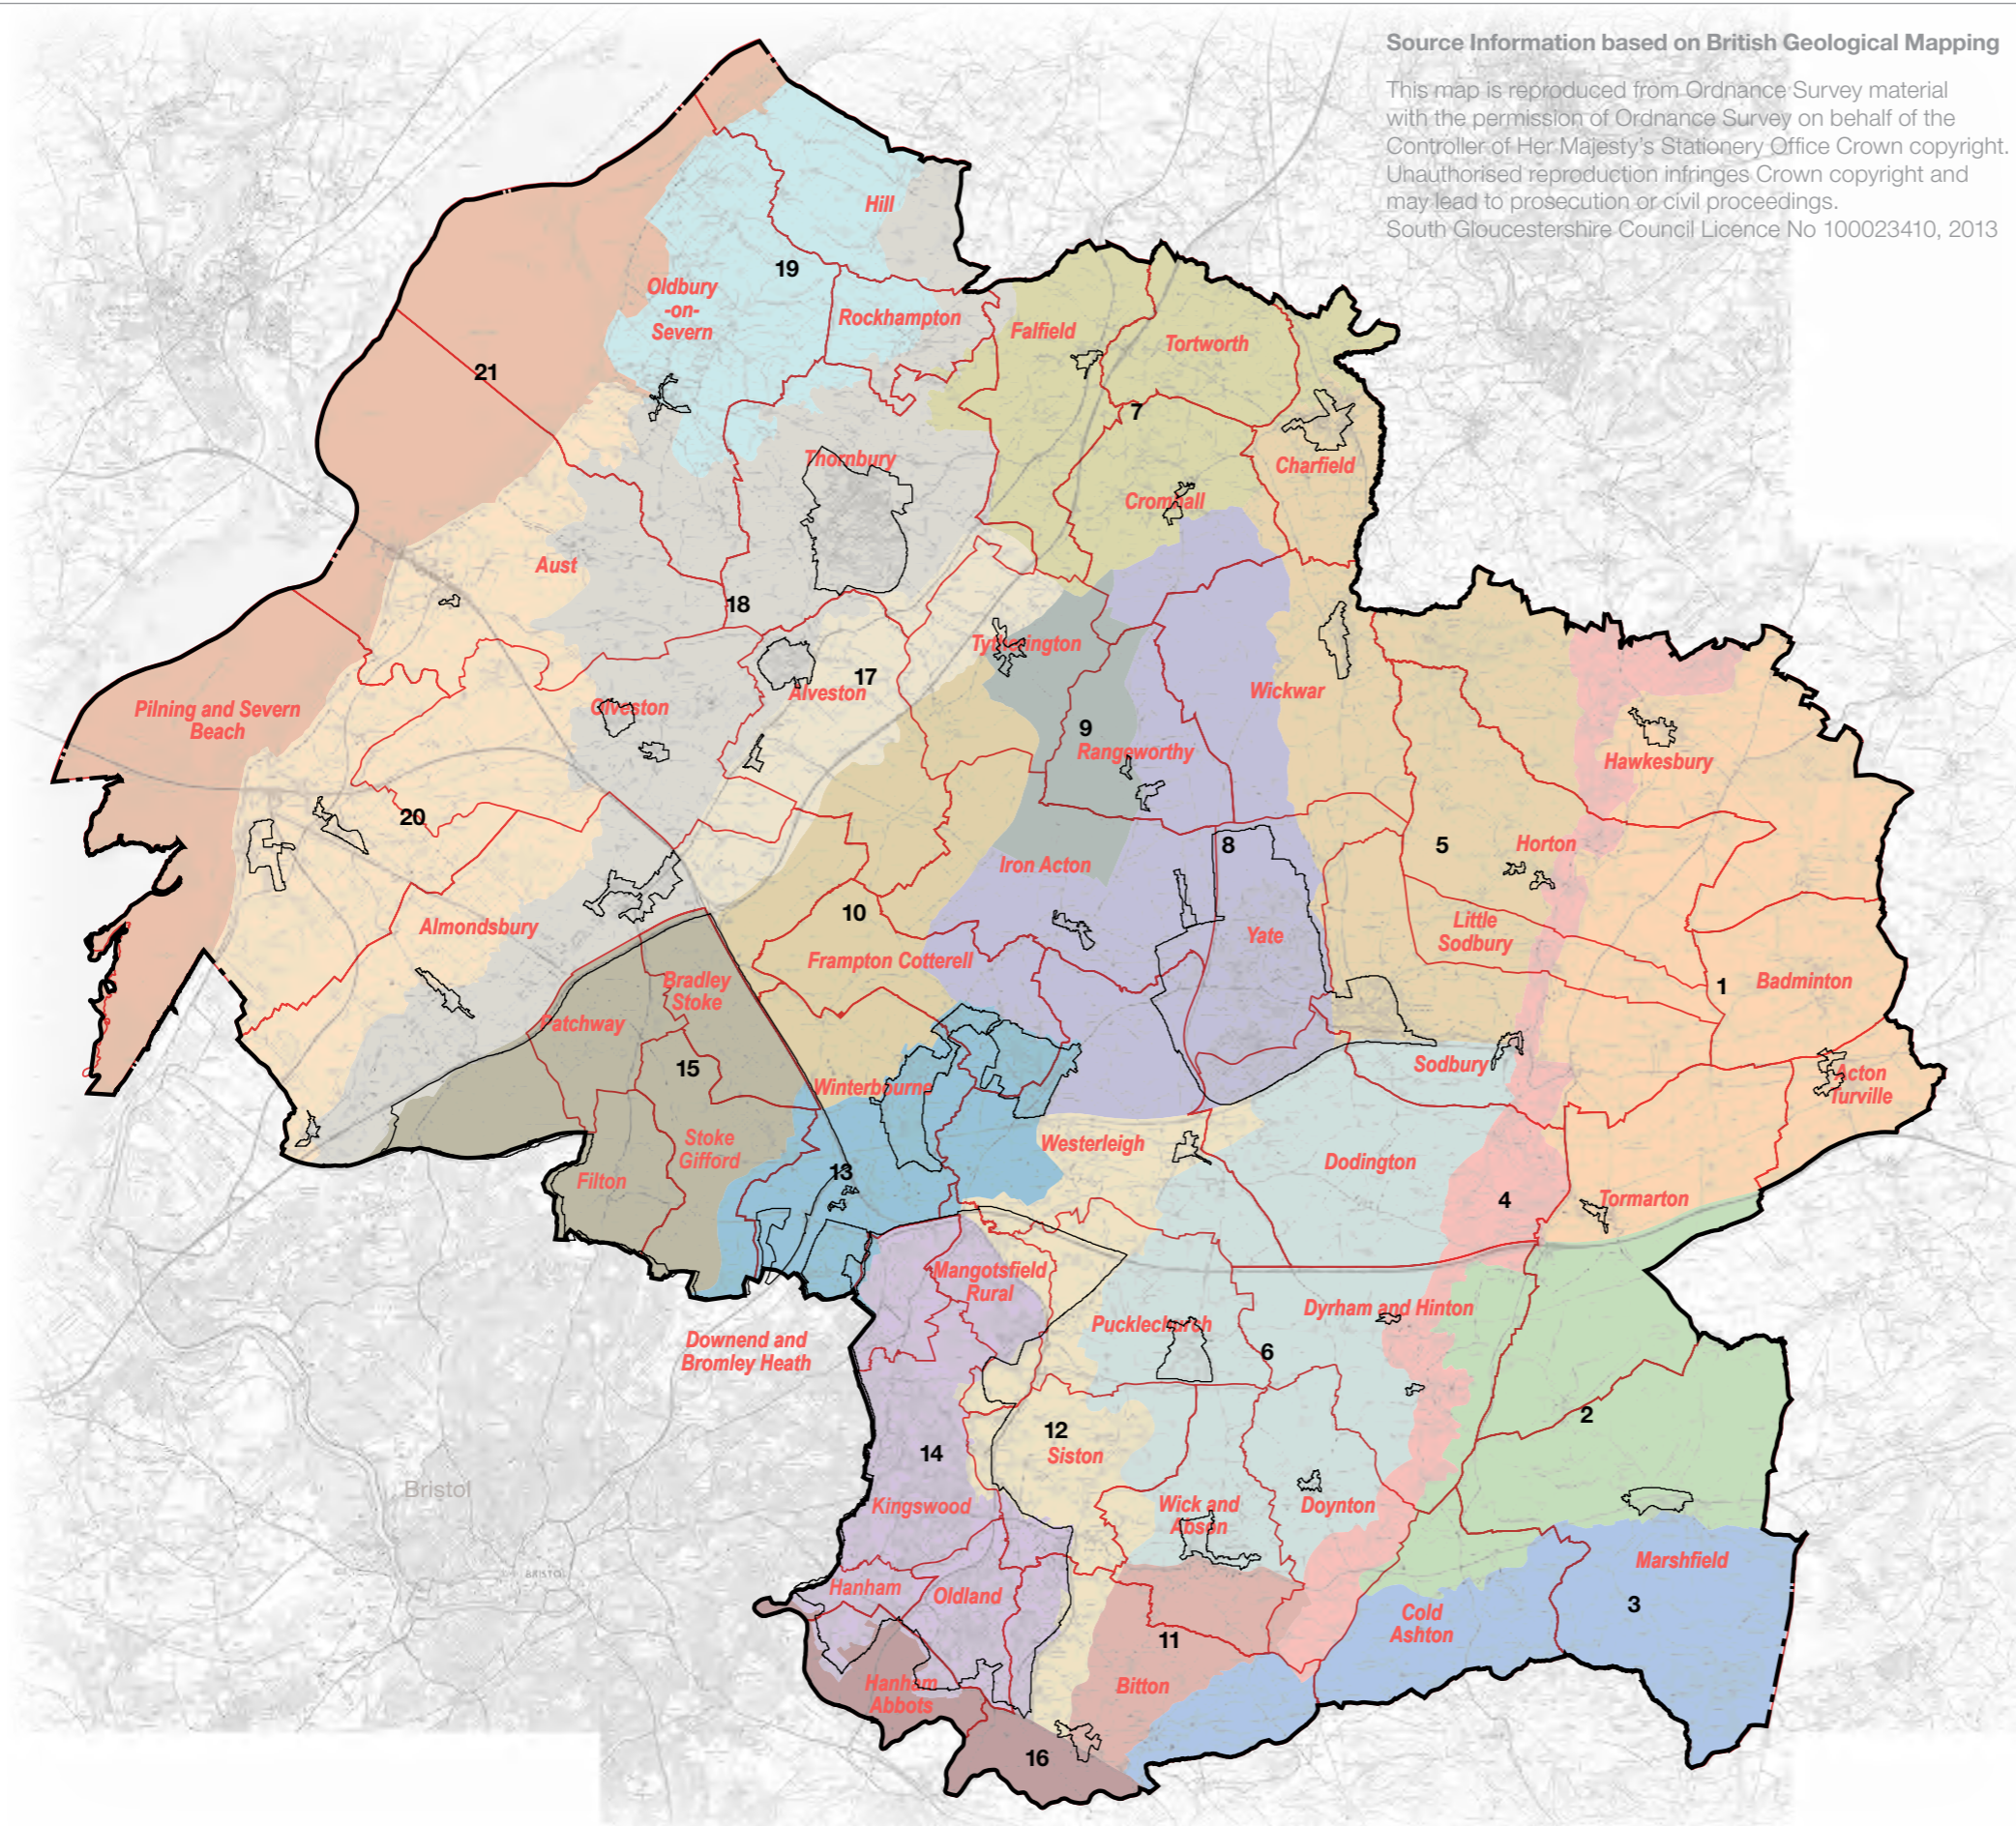 Source Information based on British Geological Mapping
This map is reproduced from Ordnance Survey material
with the permission of Ordnance Survey on behalf of the
Controller of Her Majesty's Stationery Office Crown copyright.
Unauthorised reproduction infringes Crown copyright and
may lead to prosecution or civil proceedings.
South Gloucestershire Council Licence No 100023410, 2013
Hill
19
Oldbury
-on-
Severn
Rockhampton
Falfield
Tortworth
21
7
Thornbury
Charfield
Cromhall
Aust
18
Tytherington
17
Alveston
Wickwar
Olveston
Pilning and Severn
Beach
9
Rangeworthy
Hawkesbury
20
8
5
Horton
Iron Acton
10
Almondsbury
Little
Sodbury
Yate
Frampton Cotterell
Bradley
Stoke
1
Badminton
Patchway
15
Sodbury
Winterbourne
Acton
Turville
Stoke
Gifford
Westerleigh
Dodington
13
Filton
4
Tormarton
Mangotsfield
Rural
Dyrham and Hinton
Pucklechurch
Downend and
Bromley Heath
6
2
12
Siston
14
Bristol
Kingswood
Wick and
Abson
Doynton
BRISTOL
Marshfield
Hanham
Oldland
3
Cold
Ashton
11
Hanham
Abbots
Bitton
16